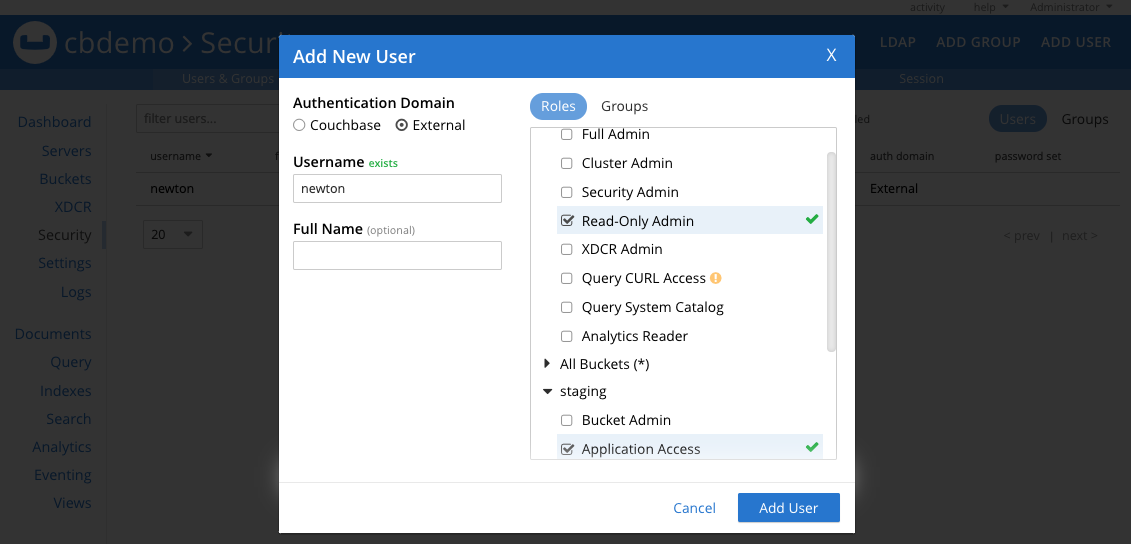 activity help Administrator
cbdemo > Securi
LDAP ADD GROUP ADD USER
Users & Groups
Session
Add New User X
Authentication Domain
Couchbase External
Username exists
newton
Full Name (optional)
Roles Groups
Full Admin
Cluster Admin
Security Admin
Read-Only Admin
XDCR Admin
Query CURL Access
Query System Catalog
Analytics Reader
All Buckets (*)
staging
Bucket Admin
Application Access
Cancel Add User
Dashboard
Servers
Buckets
XDCR
Security
Settings
Logs
Documents
Query
Indexes
Search
Analytics
Eventing
Views
filter users...
Users Groups
username
auth domain password set
newton
External
20
< prev | next >